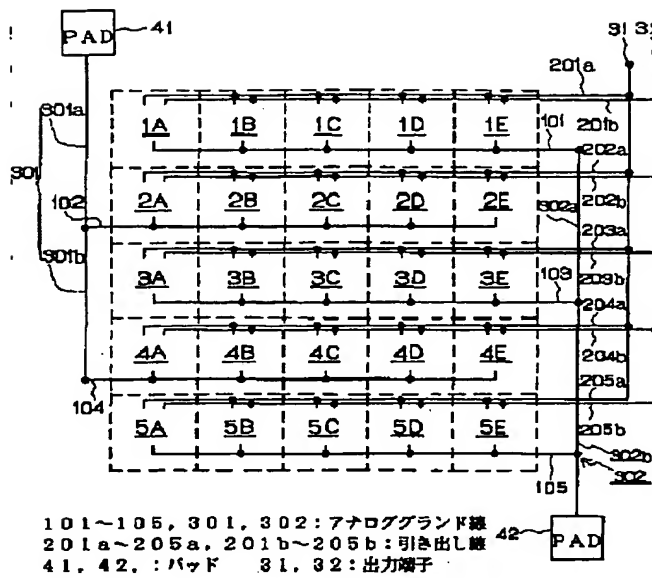 PAD 41
31 32
201a
301a
1A 1B 1C 1D 1E 101 201b
301
202a
102
2A 2B 2C 2D 2E 302a 202b
203a
301b
3A 3B 3C 3D 3E 103 203b
204a
4A 4B 4C 4D 4E 204b
104
205a
5A 5B 5C 5D 5E 205b
302b
105 302
101~105, 301, 302:アナロググランド線
201a~205a, 201b~205b:引き出し線
41, 42, :パッド 31, 32:出力端子
42 PAD